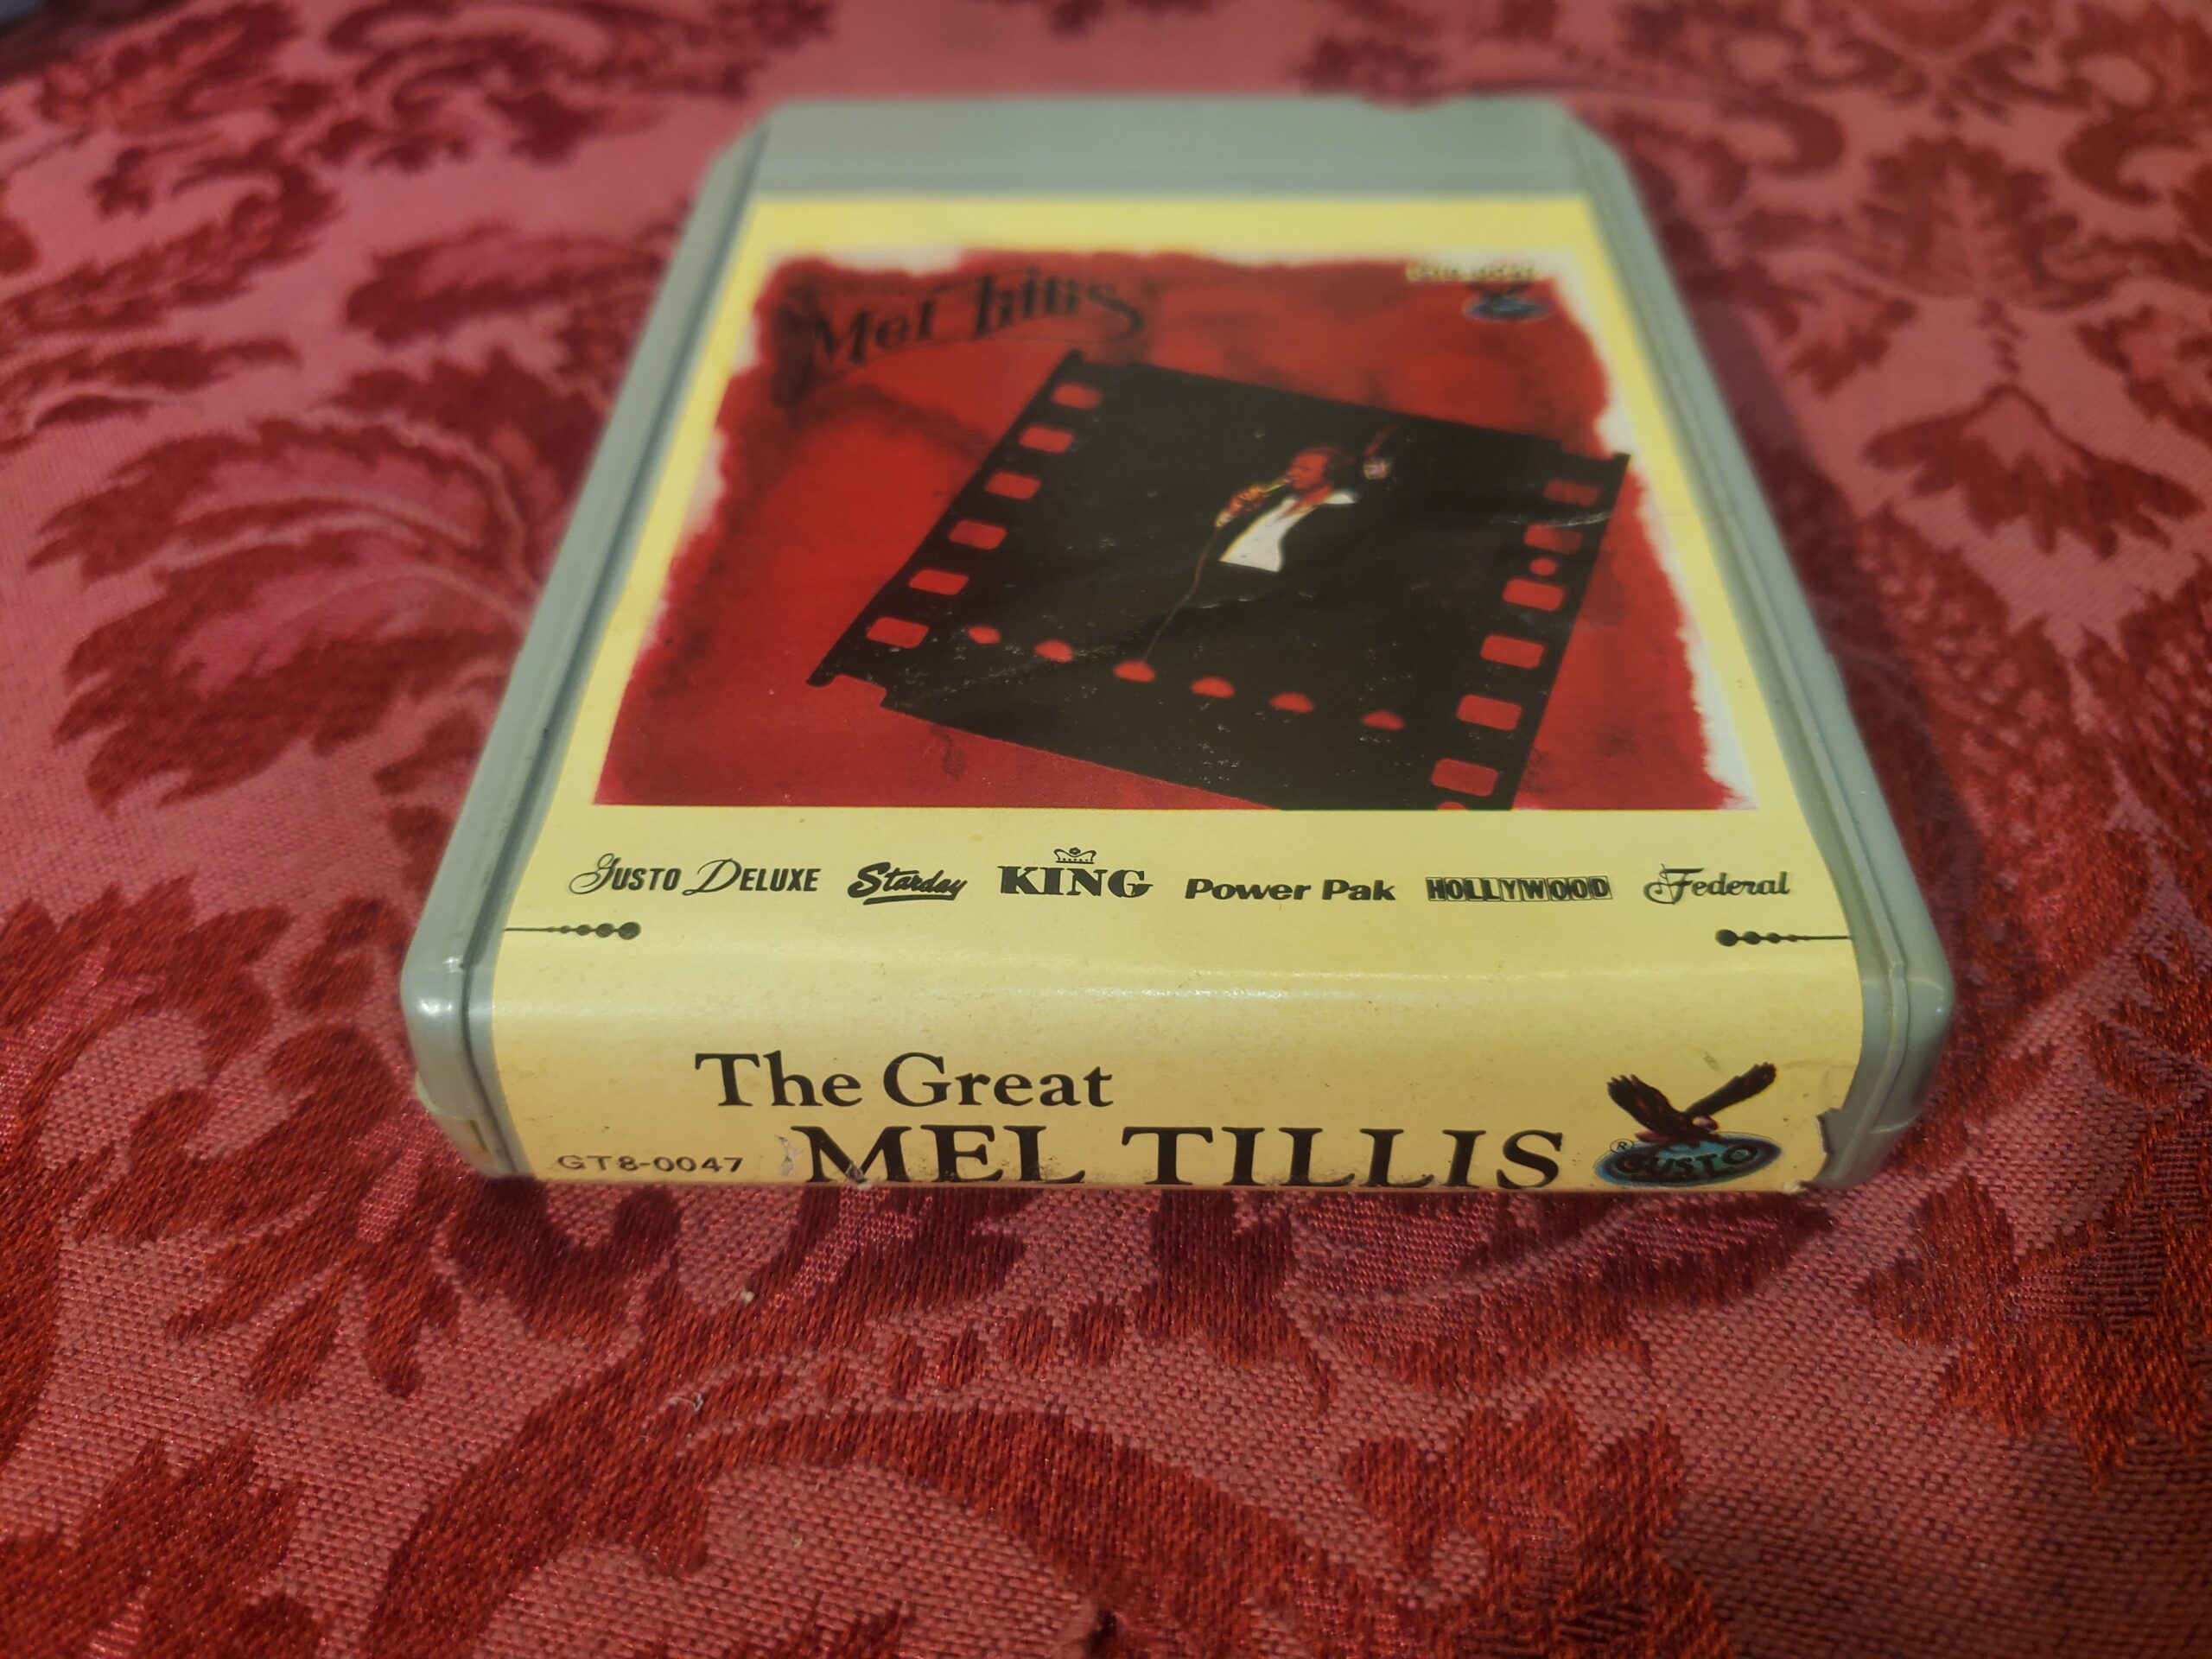 Mel Tillis
GUSTO DELUXE Starday KING Power Pak HOLLYWOOD Federal
The Great
GT8-0047 MEL TILLIS ® GUSTO